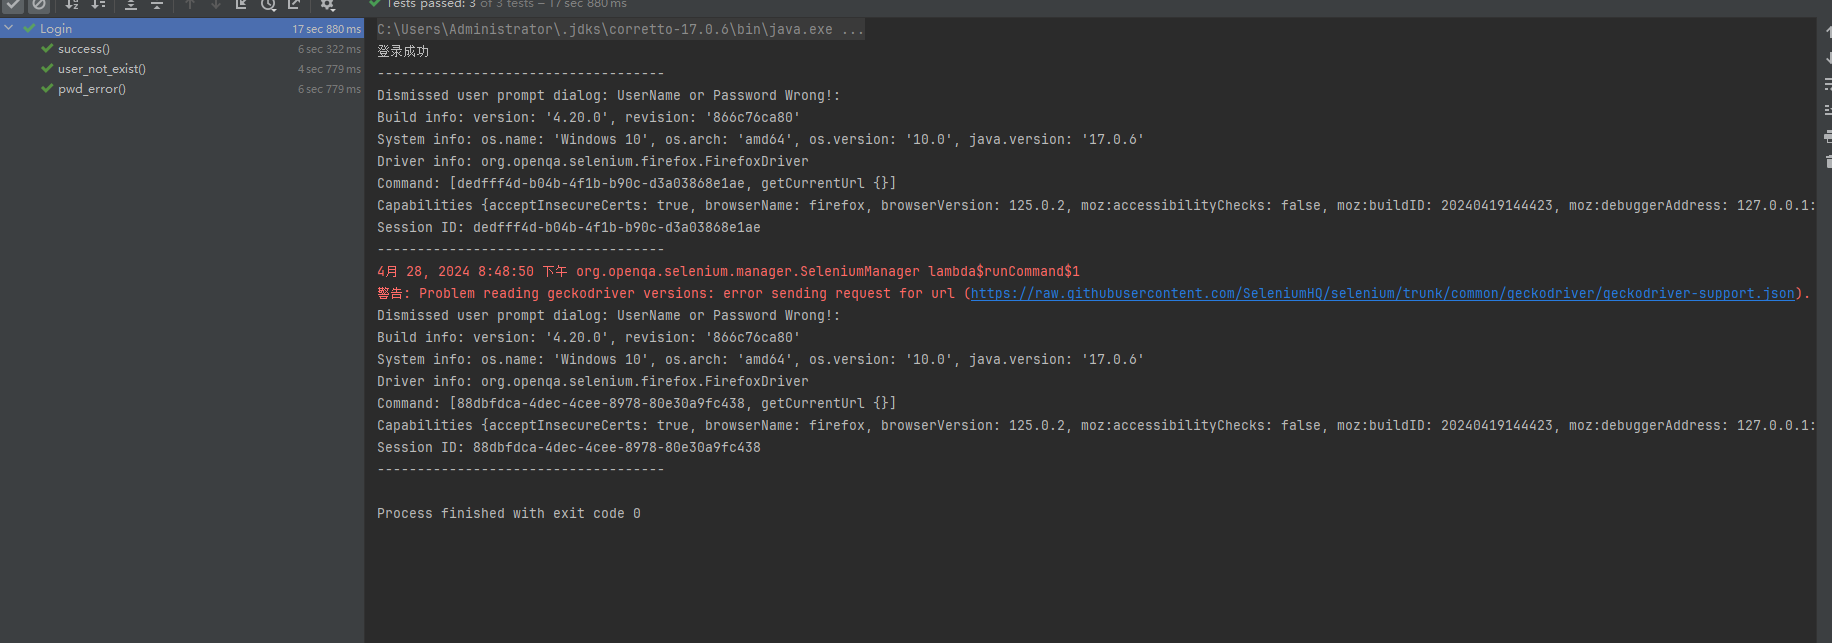 Tests passed: 3 of 3 tests – 17 sec 880 ms
Login 17 sec 880 ms
success() 6 sec 322 ms
user_not_exist() 4 sec 779 ms
pwd_error() 6 sec 779 ms
C:\Users\Administrator\.jdks\corretto-17.0.6\bin\java.exe ...
登录成功
------------------------------------
Dismissed user prompt dialog: UserName or Password Wrong!:
Build info: version: '4.20.0', revision: '866c76ca80'
System info: os.name: 'Windows 10', os.arch: 'amd64', os.version: '10.0', java.version: '17.0.6'
Driver info: org.openqa.selenium.firefox.FirefoxDriver
Command: [dedfff4d-b04b-4f1b-b90c-d3a03868e1ae, getCurrentUrl {}]
Capabilities {acceptInsecureCerts: true, browserName: firefox, browserVersion: 125.0.2, moz:accessibilityChecks: false, moz:buildID: 20240419144423, moz:debuggerAddress: 127.0.0.1:
Session ID: dedfff4d-b04b-4f1b-b90c-d3a03868e1ae
------------------------------------
4月 28, 2024 8:48:50 下午 org.openqa.selenium.manager.SeleniumManager lambda$runCommand$1
警告: Problem reading geckodriver versions: error sending request for url (https://raw.githubusercontent.com/SeleniumHQ/selenium/trunk/common/geckodriver/geckodriver-support.json).
Dismissed user prompt dialog: UserName or Password Wrong!:
Build info: version: '4.20.0', revision: '866c76ca80'
System info: os.name: 'Windows 10', os.arch: 'amd64', os.version: '10.0', java.version: '17.0.6'
Driver info: org.openqa.selenium.firefox.FirefoxDriver
Command: [88dbfdca-4dec-4cee-8978-80e30a9fc438, getCurrentUrl {}]
Capabilities {acceptInsecureCerts: true, browserName: firefox, browserVersion: 125.0.2, moz:accessibilityChecks: false, moz:buildID: 20240419144423, moz:debuggerAddress: 127.0.0.1:
Session ID: 88dbfdca-4dec-4cee-8978-80e30a9fc438
------------------------------------
Process finished with exit code 0